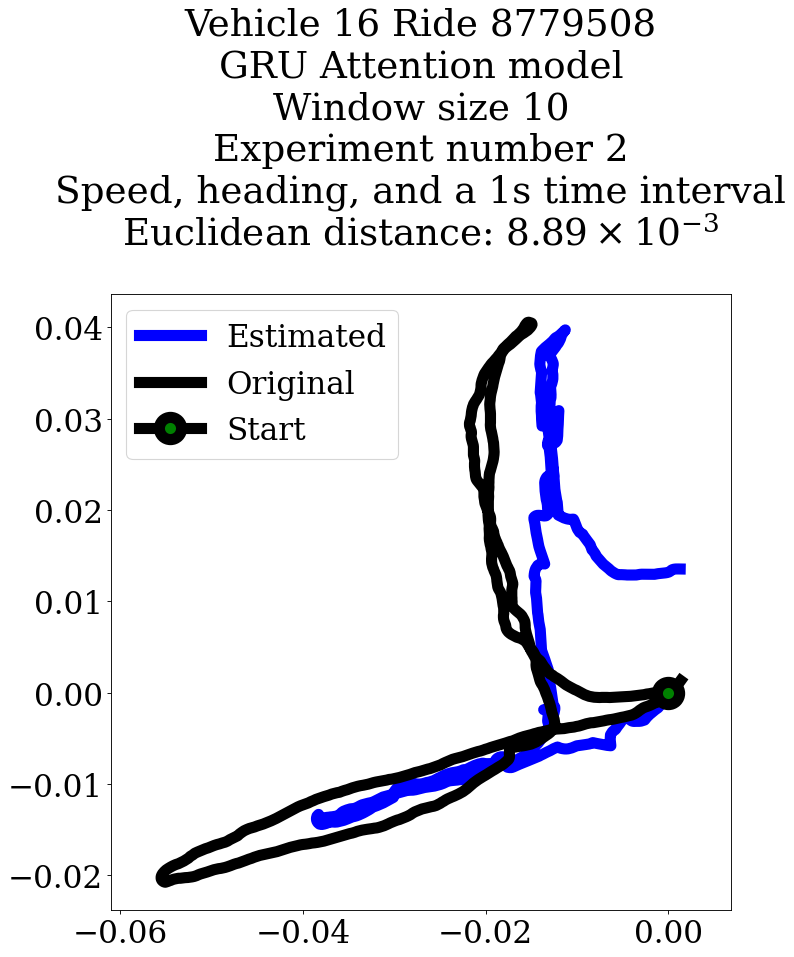 Vehicle 16 Ride 8779508
GRU Attention model
Window size 10
Experiment number 2
Speed, heading, and a 1s time interval
Euclidean distance: 8.89 × 10⁻³
Estimated
Original
Start
0.04
0.03
0.02
0.01
0.00
−0.01
−0.02
−0.06 −0.04 −0.02 0.00